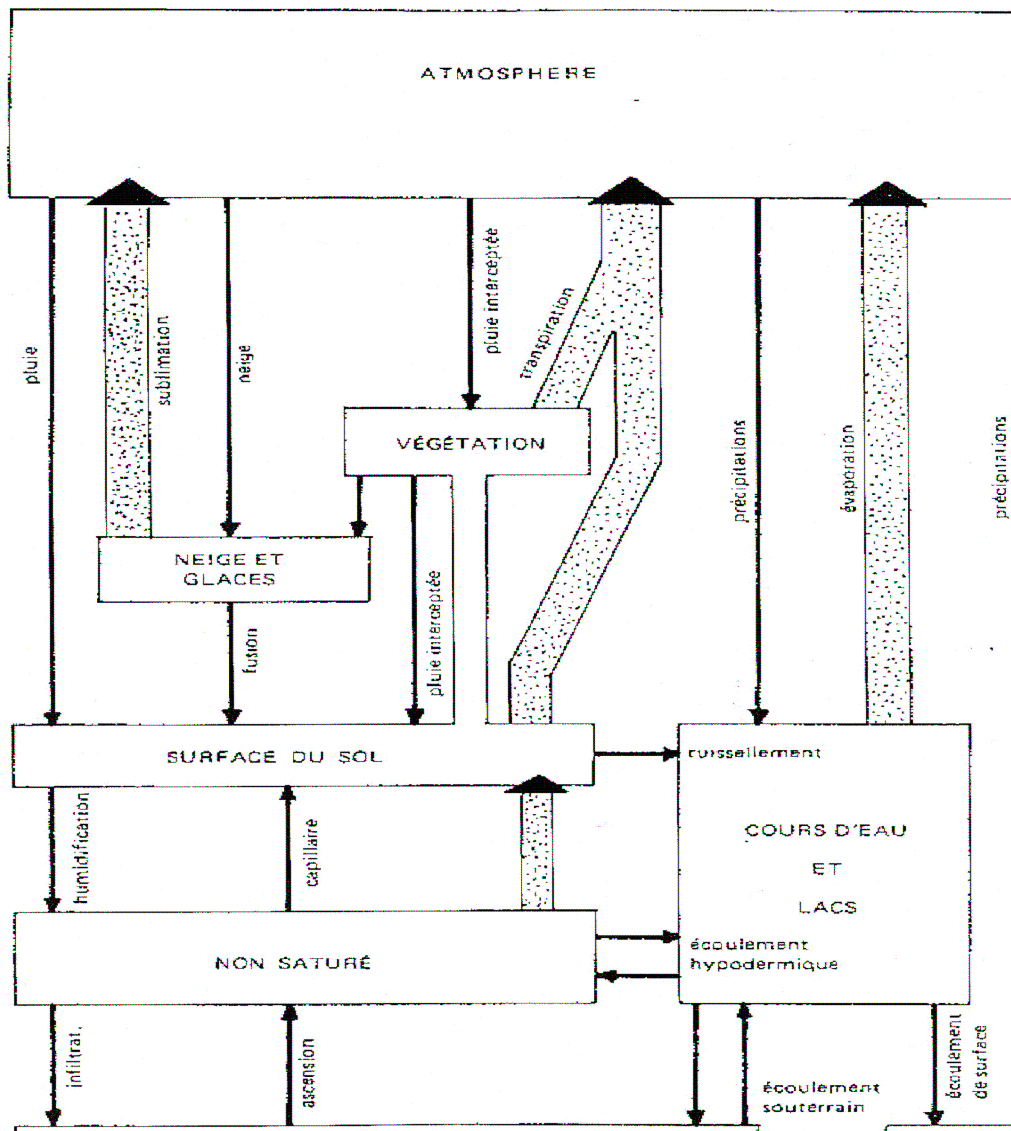 ATMOSPHERE
pluie
sublimation
neige
pluie interceptée
transpiration
précipitations
évaporation
précipitations
VÉGÉTATION
NEIGE ET
GLACES
fusion
pluie interceptée
SURFACE DU SOL
ruissellement
humidification
capillaire
COURS D'EAU
ET
LACS
NON SATURÉ
écoulement
hypodermique
infiltrat.
ascension
écoulement
souterrain
écoulement
de surface